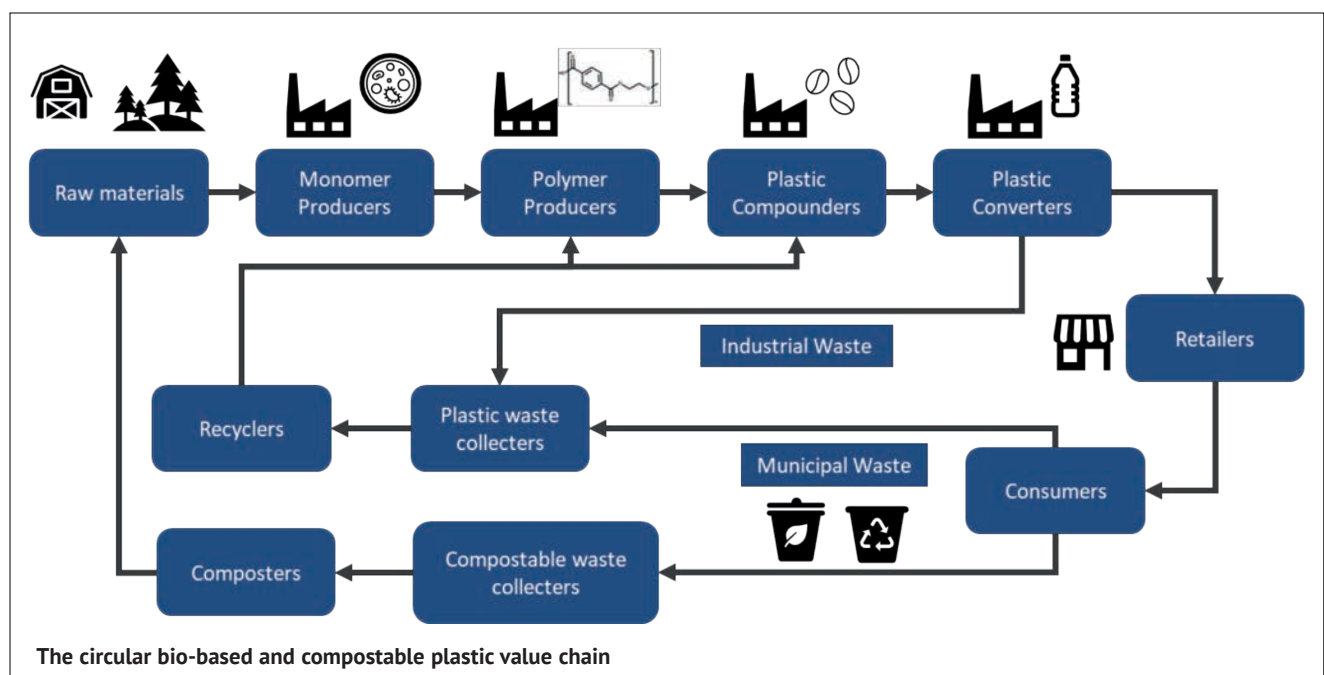 Raw materials
Monomer
Producers
Polymer
Producers
Plastic
Compounders
Plastic
Converters
Retailers
Industrial Waste
Recyclers
Plastic waste
collecters
Municipal Waste
Consumers
Composters
Compostable waste
collecters
The circular bio-based and compostable plastic value chain